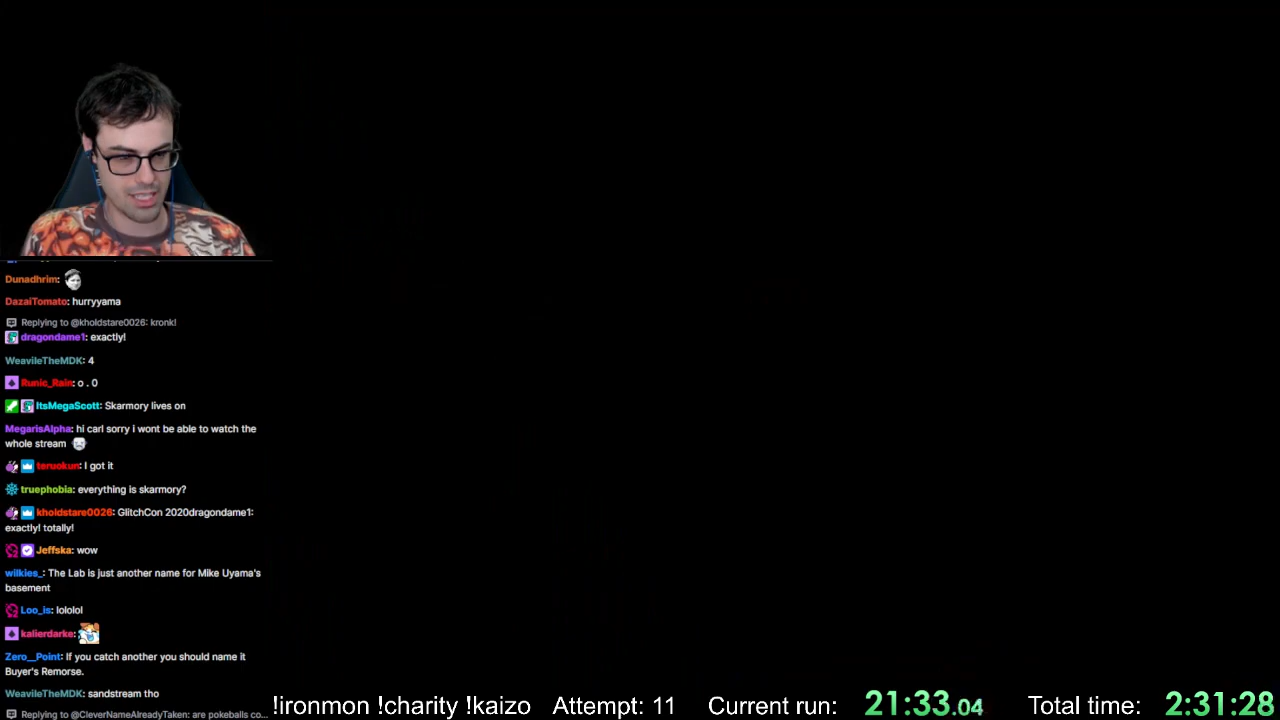 Dunadhrim:
DazaiTomato: hurryyama
Replying to @kholdstare0026: kronk!
dragondame1: exactly!
WeavileTheMDK: 4
Runic_Rain: o . 0
ItsMegaScott: Skarmory lives on
MegarisAlpha: hi carl sorry i wont be able to watch the
whole stream
teruokun: I got it
truephobia: everything is skarmory?
kholdstare0026: GlitchCon 2020dragondame1:
exactly! totally!
Jeffska: wow
wilkies_: The Lab is just another name for Mike Uyama's
basement
Loo_is: lololol
kalierdarke:
Zero__Point: If you catch another you should name it
Buyer's Remorse.
WeavileTheMDK: sandstream tho
Replying to @CleverNameAlreadyTaken: are pokeballs co...
!ironmon !charity !kaizo Attempt: 11 Current run: 21:33.04 Total time: 2:31:28